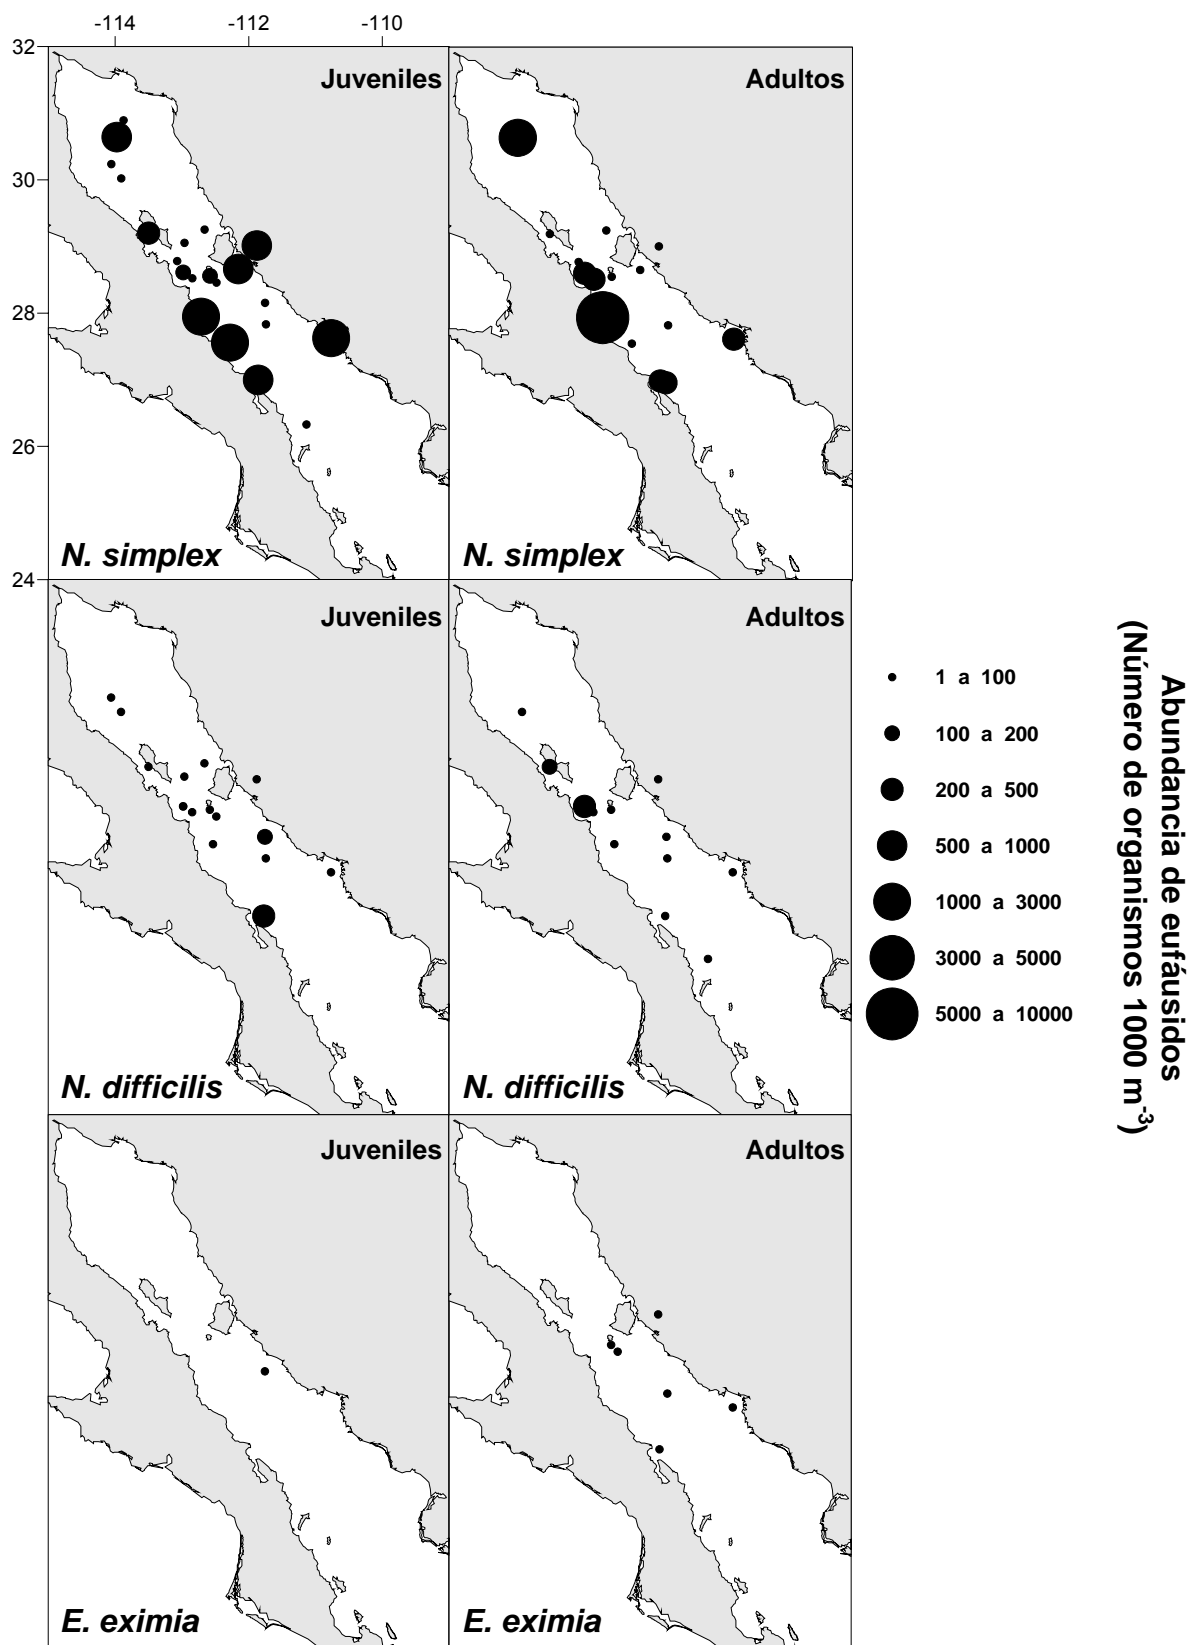 -114 -112 -110
32
30
28
26
24
Juveniles
N. simplex
Adultos
N. simplex
Juveniles
N. difficilis
Adultos
N. difficilis
Juveniles
E. eximia
Adultos
E. eximia
1 a 100
100 a 200
200 a 500
500 a 1000
1000 a 3000
3000 a 5000
5000 a 10000
Abundancia de eufáusidos
(Número de organismos 1000 m⁻³)